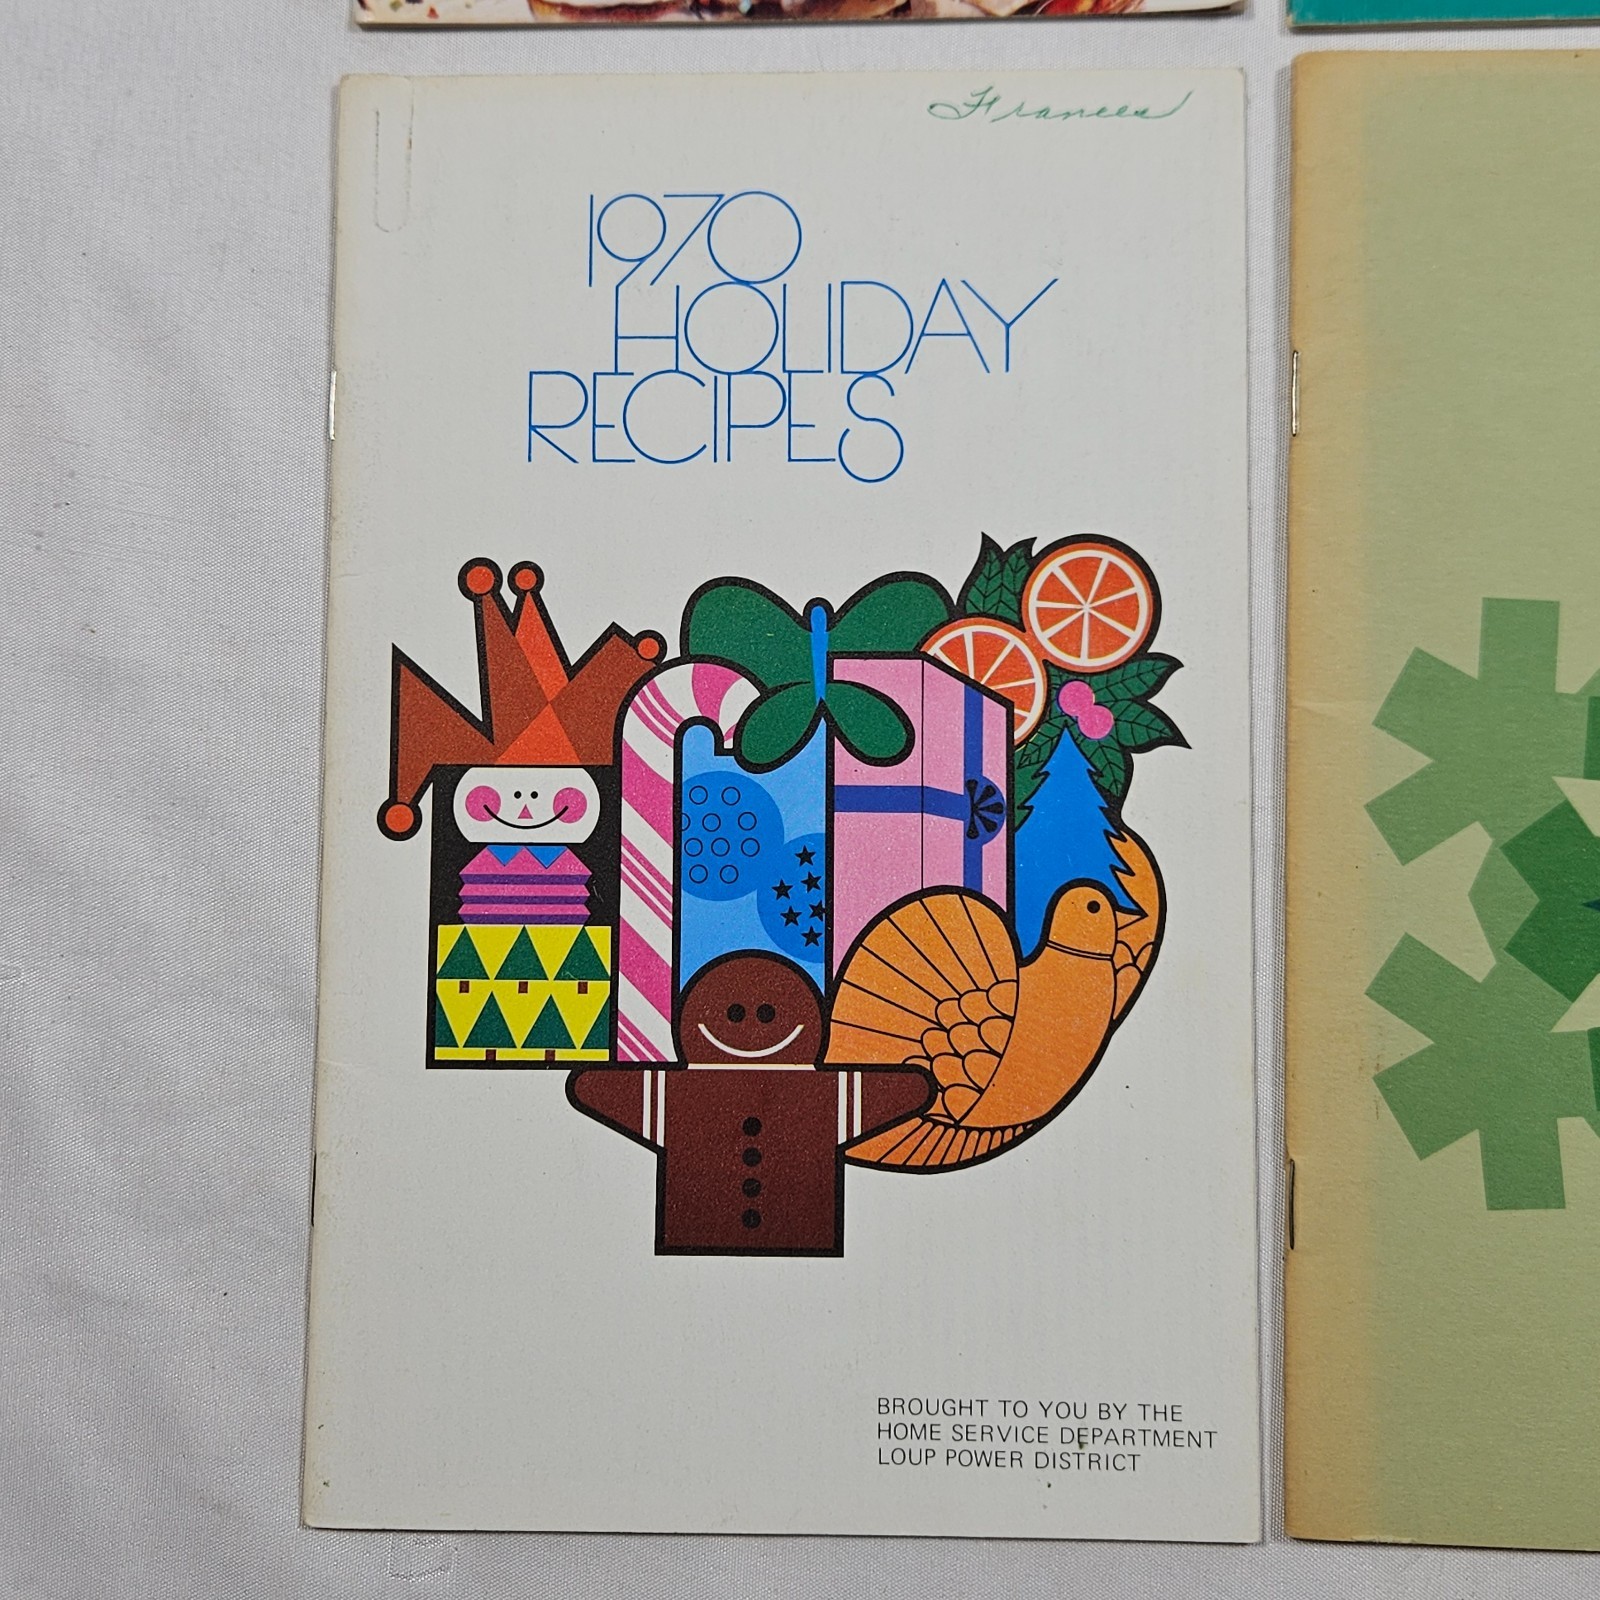 Frances
1970
HOLIDAY
RECIPES
BROUGHT TO YOU BY THE
HOME SERVICE DEPARTMENT
LOUP POWER DISTRICT